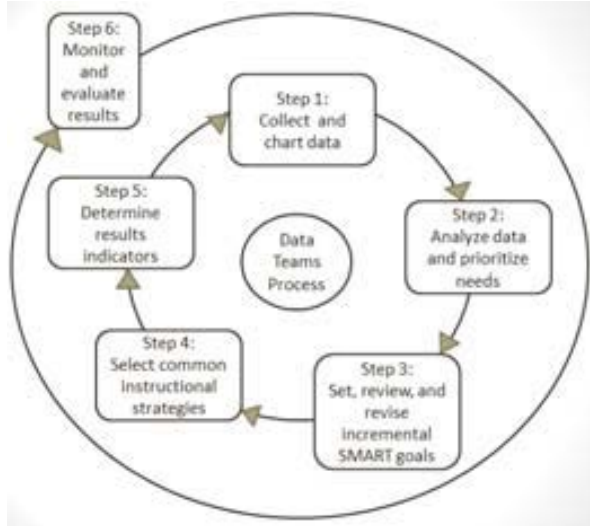 Step 6:
Monitor
and
evaluate
results
Step 1:
Collect and
chart data
Step 2:
Analyze data
and prioritize
needs
Step 3:
Set, review, and
revise
incremental
SMART goals
Step 4:
Select common
instructional
strategies
Step 5:
Determine
results
indicators
Data
Teams
Process